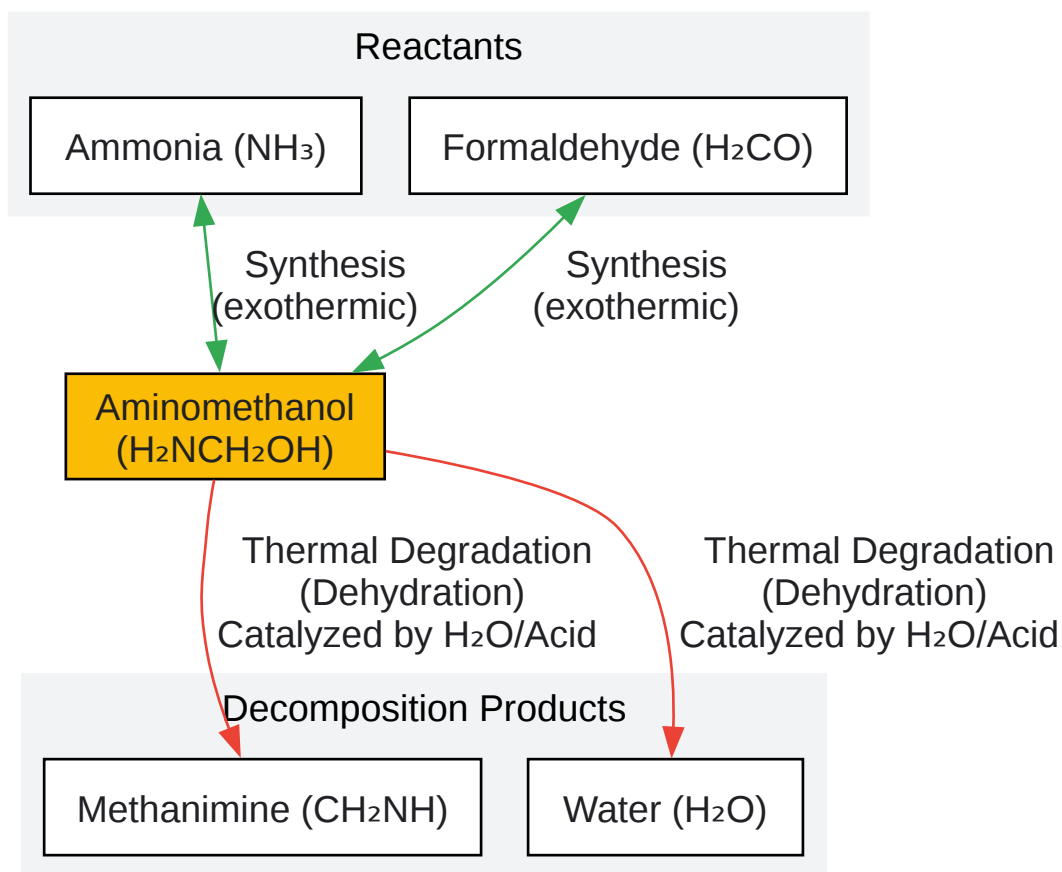 Reactants
Ammonia (NH₃)
Formaldehyde (H₂CO)
Synthesis
(exothermic)
Synthesis
(exothermic)
Aminomethanol
(H₂NCH₂OH)
Thermal Degradation
(Dehydration)
Catalyzed by H₂O/Acid
Thermal Degradation
(Dehydration)
Catalyzed by H₂O/Acid
Decomposition Products
Methanimine (CH₂NH)
Water (H₂O)